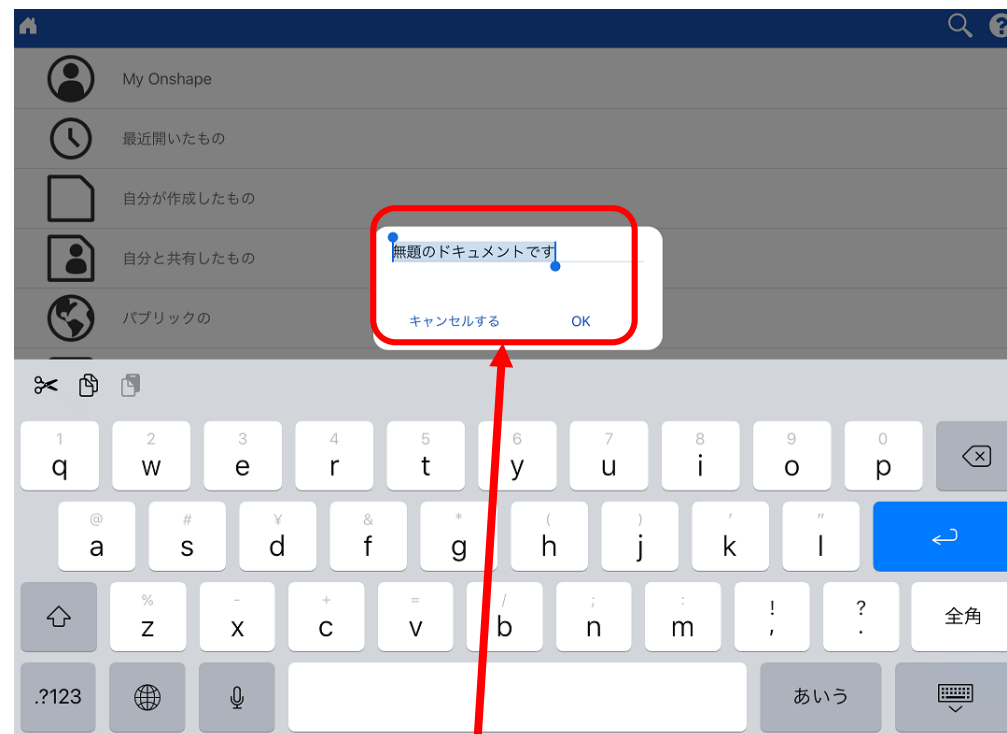 My Onshape
最近開いたもの
自分が作成したもの
自分と共有したもの
パブリックの
無題のドキュメントです
キャンセルする OK
1 2 3 4 5 6 7 8 9 0
q w e r t y u i o p
@ # ¥ & * ( ) ' "
a s d f g h j k l
% - + = / ; : ! ?
z x c v b n m , . 全角
.?123 あいう